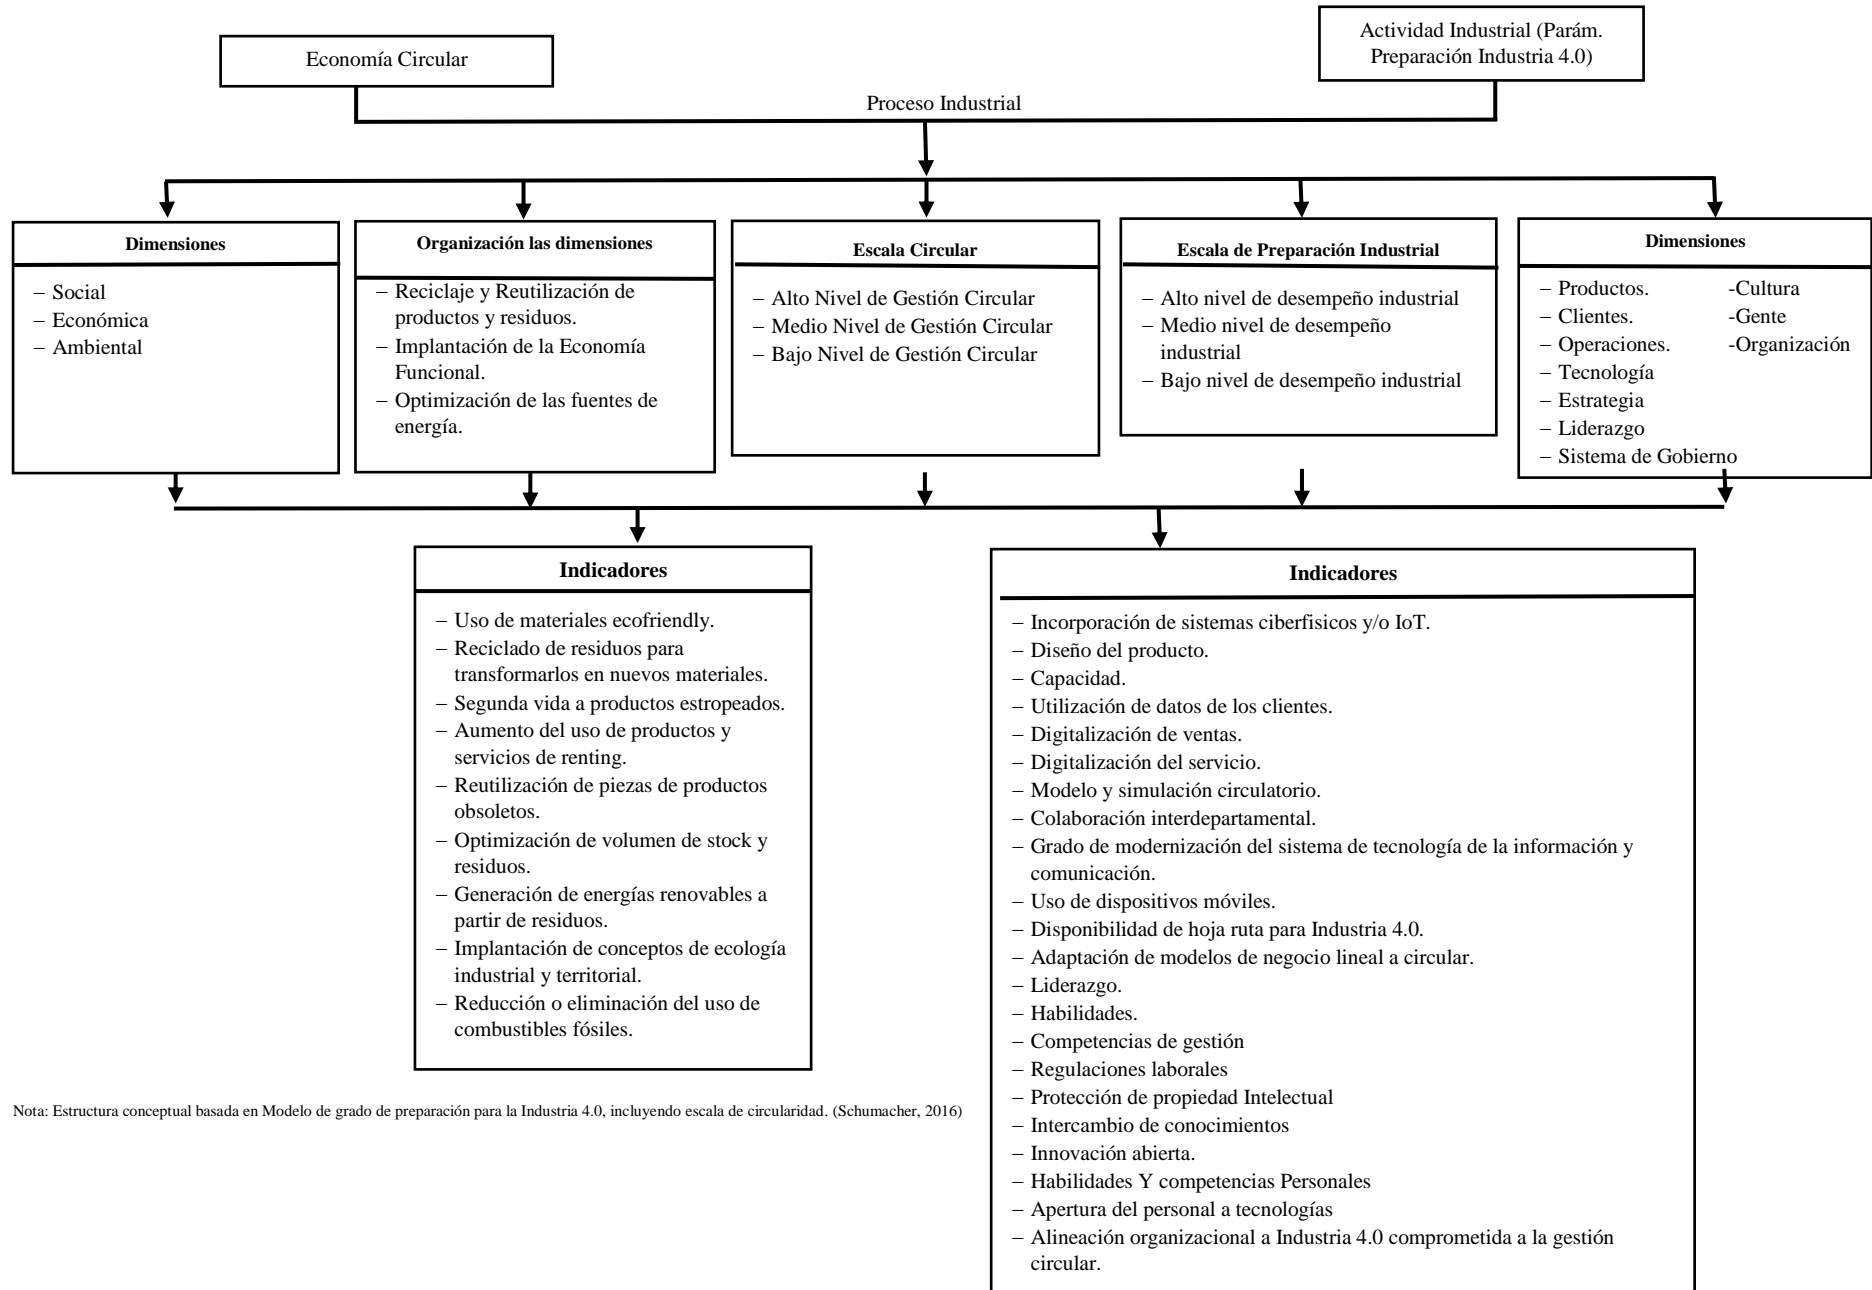 Economía Circular
Actividad Industrial (Parám.
Preparación Industria 4.0)
Proceso Industrial
Dimensiones
– Social
– Económica
– Ambiental
Organización las dimensiones
– Reciclaje y Reutilización de
productos y residuos.
– Implantación de la Economía
Funcional.
– Optimización de las fuentes de
energía.
Escala Circular
– Alto Nivel de Gestión Circular
– Medio Nivel de Gestión Circular
– Bajo Nivel de Gestión Circular
Escala de Preparación Industrial
– Alto nivel de desempeño industrial
– Medio nivel de desempeño
industrial
– Bajo nivel de desempeño industrial
Dimensiones
– Productos. -Cultura
– Clientes. -Gente
– Operaciones. -Organización
– Tecnología
– Estrategia
– Liderazgo
– Sistema de Gobierno
Indicadores
– Uso de materiales ecofriendly.
– Reciclado de residuos para
transformarlos en nuevos materiales.
– Segunda vida a productos estropeados.
– Aumento del uso de productos y
servicios de renting.
– Reutilización de piezas de productos
obsoletos.
– Optimización de volumen de stock y
residuos.
– Generación de energías renovables a
partir de residuos.
– Implantación de conceptos de ecología
industrial y territorial.
– Reducción o eliminación del uso de
combustibles fósiles.
Indicadores
– Incorporación de sistemas ciberfisicos y/o IoT.
– Diseño del producto.
– Capacidad.
– Utilización de datos de los clientes.
– Digitalización de ventas.
– Digitalización del servicio.
– Modelo y simulación circulatorio.
– Colaboración interdepartamental.
– Grado de modernización del sistema de tecnología de la información y
comunicación.
– Uso de dispositivos móviles.
– Disponibilidad de hoja ruta para Industria 4.0.
– Adaptación de modelos de negocio lineal a circular.
– Liderazgo.
– Habilidades.
– Competencias de gestión
– Regulaciones laborales
– Protección de propiedad Intelectual
– Intercambio de conocimientos
– Innovación abierta.
– Habilidades Y competencias Personales
– Apertura del personal a tecnologías
– Alineación organizacional a Industria 4.0 comprometida a la gestión
circular.
Nota: Estructura conceptual basada en Modelo de grado de preparación para la Industria 4.0, incluyendo escala de circularidad. (Schumacher, 2016)